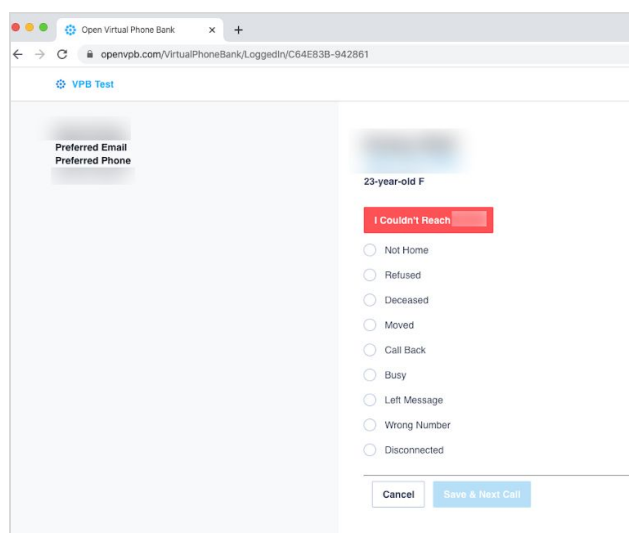 Open Virtual Phone Bank
openvpb.com/VirtualPhoneBank/LoggedIn/C64E83B-942861
VPB Test
Preferred Email
Preferred Phone
23-year-old F
I Couldn't Reach
Not Home
Refused
Deceased
Moved
Call Back
Busy
Left Message
Wrong Number
Disconnected
Cancel Save & Next Call